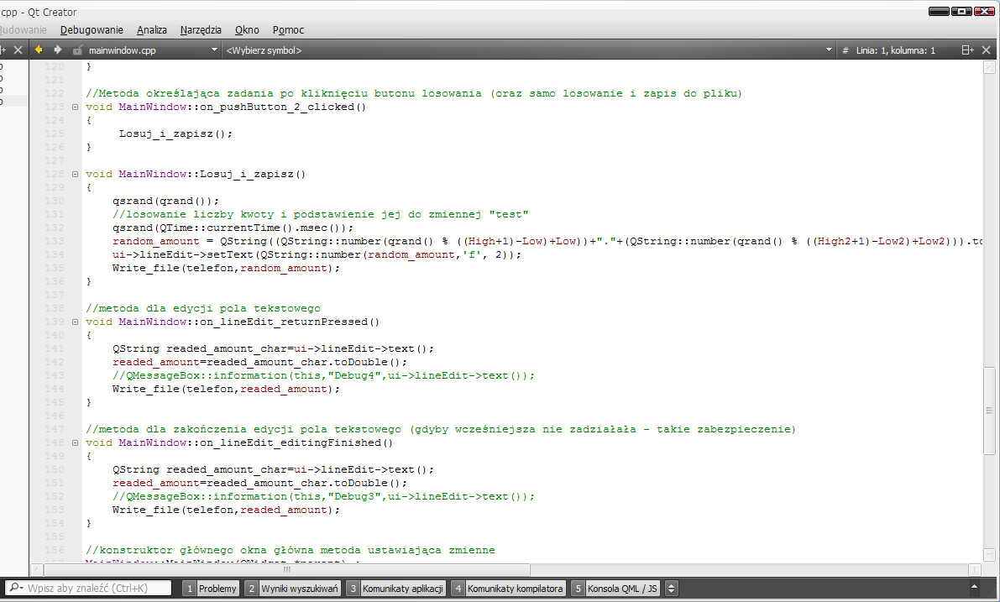 cpp - Qt Creator
Budowanie Debugowanie Analiza Narzędzia Okno Pomoc
mainwindow.cpp <Wybierz symbol> # Linia: 1, kolumna: 1
120 }
121
122 //Metoda określająca zadania po kliknięciu butonu losowania (oraz samo losowanie i zapis do pliku)
123 void MainWindow::on_pushButton_2_clicked()
124 {
125 Losuj_i_zapisz();
126 }
127
128 void MainWindow::Losuj_i_zapisz()
129 {
130 qsrand(qrand());
131 //losowanie liczby kwoty i podstawienie jej do zmiennej "test"
132 qsrand(QTime::currentTime().msec());
133 random_amount = QString((QString::number(qrand() % ((High+1)-Low)+Low))+"."+(QString::number(qrand() % ((High2+1)-Low2)+Low2))).to
134 ui->lineEdit->setText(QString::number(random_amount,'f', 2));
135 Write_file(telefon,random_amount);
136 }
137
138 //metoda dla edycji pola tekstowego
139 void MainWindow::on_lineEdit_returnPressed()
140 {
141 QString readed_amount_char=ui->lineEdit->text();
142 readed_amount=readed_amount_char.toDouble();
143 //QMessageBox::information(this,"Debug4",ui->lineEdit->text());
144 Write_file(telefon,readed_amount);
145 }
146
147 //metoda dla zakończenia edycji pola tekstowego (gdyby wcześniejsza nie zadziałała - takie zabezpieczenie)
148 void MainWindow::on_lineEdit_editingFinished()
149 {
150 QString readed_amount_char=ui->lineEdit->text();
151 readed_amount=readed_amount_char.toDouble();
152 //QMessageBox::information(this,"Debug3",ui->lineEdit->text());
153 Write_file(telefon,readed_amount);
154 }
155
156 //konstruktor głównego okna główna metoda ustawiająca zmienne
157 MainWindow::MainWindow(QWidget *parent) :
Wpisz aby znaleźć (Ctrl+K) 1 Problemy 2 Wyniki wyszukiwań 3 Komunikaty aplikacji 4 Komunikaty kompilatora 5 Konsola QML / JS